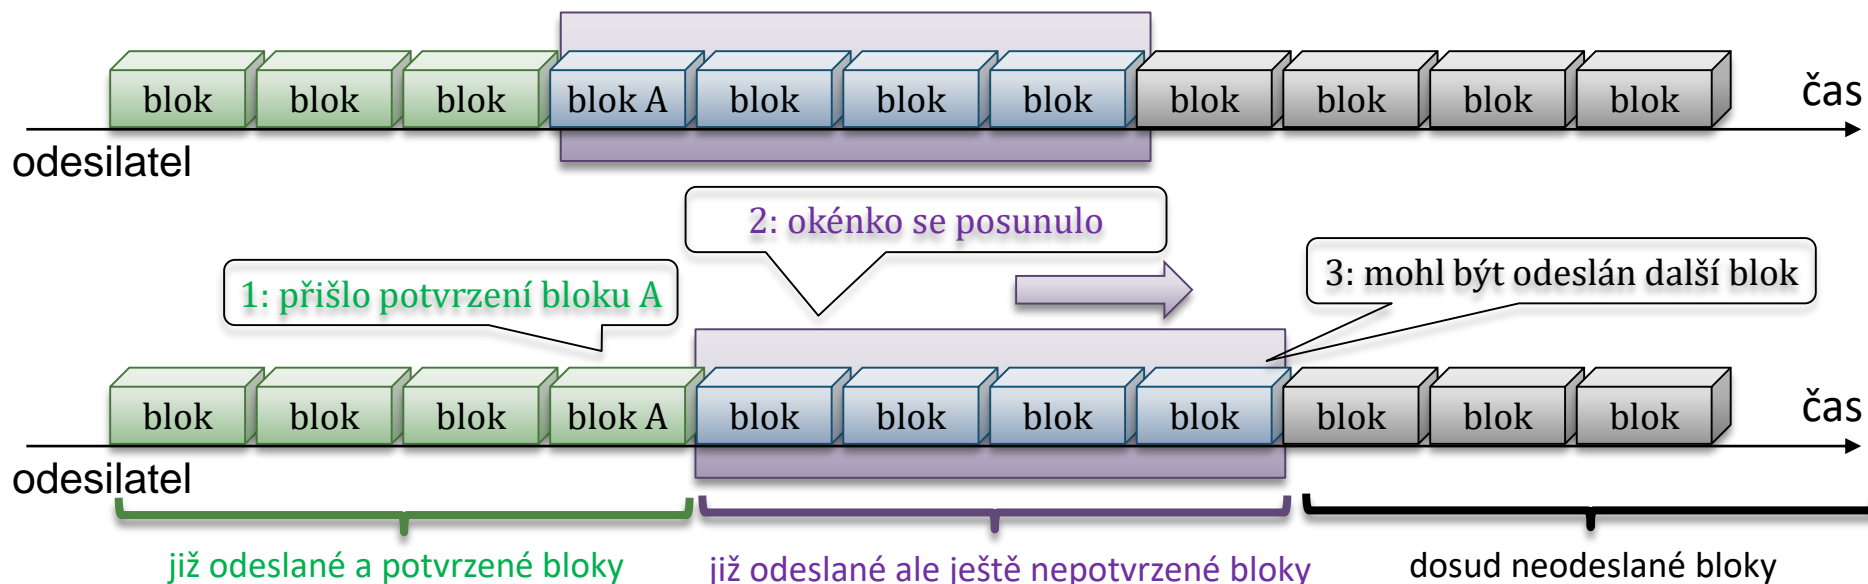 blok blok blok blok A blok blok blok blok blok blok blok čas
odesilatel
2: okénko se posunulo
1: přišlo potvrzení bloku A
3: mohl být odeslán další blok
blok blok blok blok A blok blok blok blok blok blok blok čas
odesilatel
již odeslané a potvrzené bloky
již odeslané ale ještě nepotvrzené bloky
dosud neodeslané bloky